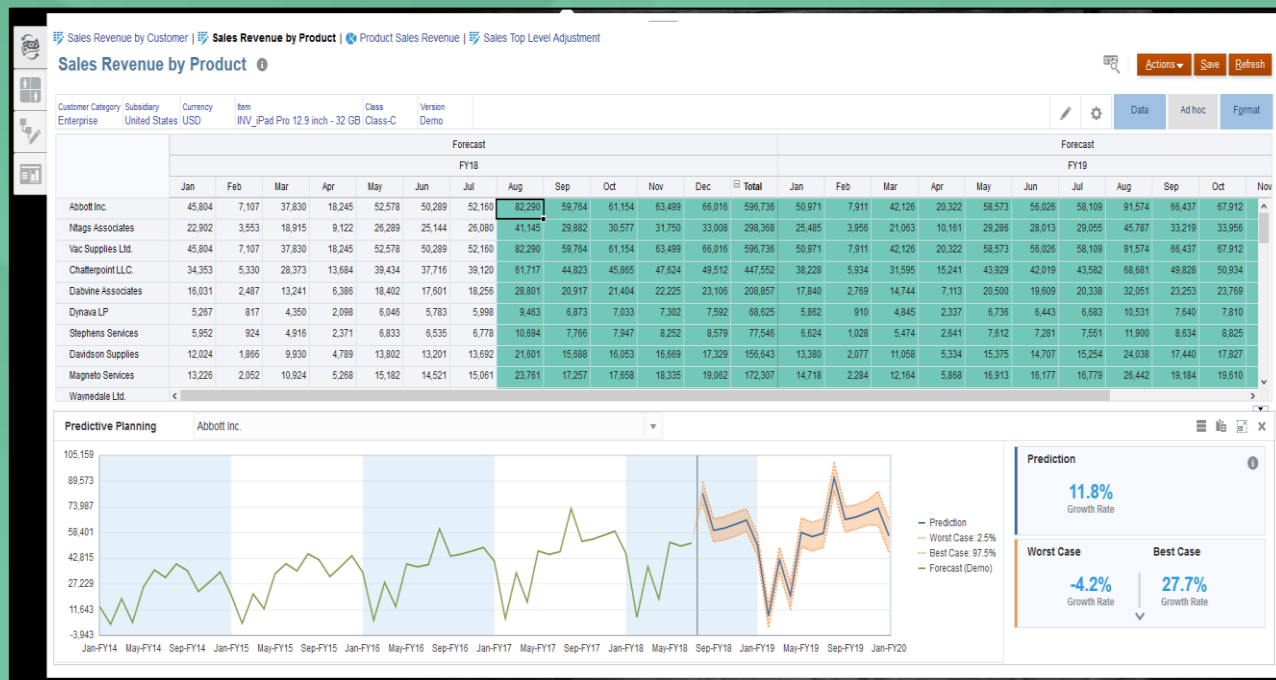 Sales Revenue by Customer | Sales Revenue by Product | Product Sales Revenue | Sales Top Level Adjustment
Sales Revenue by Product
Actions Save Refresh
Customer Category Subsidiary Currency Item Class Version
Enterprise United States USD INV_iPad Pro 12.9 inch - 32 GB Class-C Demo
Data Ad hoc Format
Forecast Forecast
FY18 FY19
Jan Feb Mar Apr May Jun Jul Aug Sep Oct Nov Dec Total Jan Feb Mar Apr May Jun Jul Aug Sep Oct Nov
Abbott Inc. 45,804 7,107 37,830 18,245 52,578 50,289 52,160 82,290 59,764 61,154 63,499 66,016 596,736 50,971 7,911 42,126 20,322 58,573 56,026 58,109 91,574 66,437 67,912
Ntags Associates 22,902 3,553 18,915 9,122 26,289 25,144 26,080 41,145 29,882 30,577 31,750 33,008 298,368 25,485 3,956 21,063 10,161 29,286 28,013 29,055 45,787 33,219 33,956
Vac Supplies Ltd. 45,804 7,107 37,830 18,245 52,578 50,289 52,160 82,290 59,764 61,154 63,499 66,016 596,736 50,971 7,911 42,126 20,322 58,573 56,026 58,109 91,574 66,437 67,912
Chatterpoint LLC. 34,353 5,330 28,373 13,684 39,434 37,716 39,120 61,717 44,823 45,865 47,624 49,512 447,552 38,228 5,934 31,595 15,241 43,929 42,019 43,582 68,681 49,828 50,934
Dabvine Associates 16,031 2,487 13,241 6,386 18,402 17,601 18,256 28,801 20,917 21,404 22,225 23,106 208,857 17,840 2,769 14,744 7,113 20,500 19,609 20,338 32,051 23,253 23,769
Dynava LP 5,267 817 4,350 2,098 6,046 5,783 5,998 9,463 6,873 7,033 7,302 7,592 68,625 5,862 910 4,845 2,337 6,736 6,443 6,683 10,531 7,640 7,810
Stephens Services 5,952 924 4,916 2,371 6,833 6,535 6,778 10,694 7,766 7,947 8,252 8,579 77,546 6,624 1,028 5,474 2,641 7,612 7,281 7,551 11,900 8,634 8,825
Davidson Supplies 12,024 1,866 9,930 4,789 13,802 13,201 13,692 21,601 15,688 16,053 16,669 17,329 156,643 13,380 2,077 11,058 5,334 15,375 14,707 15,254 24,038 17,440 17,827
Magneto Services 13,226 2,052 10,924 5,268 15,182 14,521 15,061 23,761 17,257 17,658 18,335 19,062 172,307 14,718 2,284 12,164 5,868 16,913 16,177 16,779 26,442 19,184 19,610
Waynedale Ltd.
Predictive Planning Abbott Inc.
105,159
89,573
73,987
58,401
42,815
27,229
11,643
-3,943
Jan-FY14 May-FY14 Sep-FY14 Jan-FY15 May-FY15 Sep-FY15 Jan-FY16 May-FY16 Sep-FY16 Jan-FY17 May-FY17 Sep-FY17 Jan-FY18 May-FY18 Sep-FY18 Jan-FY19 May-FY19 Sep-FY19 Jan-FY20
Prediction
Worst Case: 2.5%
Best Case: 97.5%
Forecast (Demo)
Prediction
11.8%
Growth Rate
Worst Case Best Case
-4.2% 27.7%
Growth Rate Growth Rate